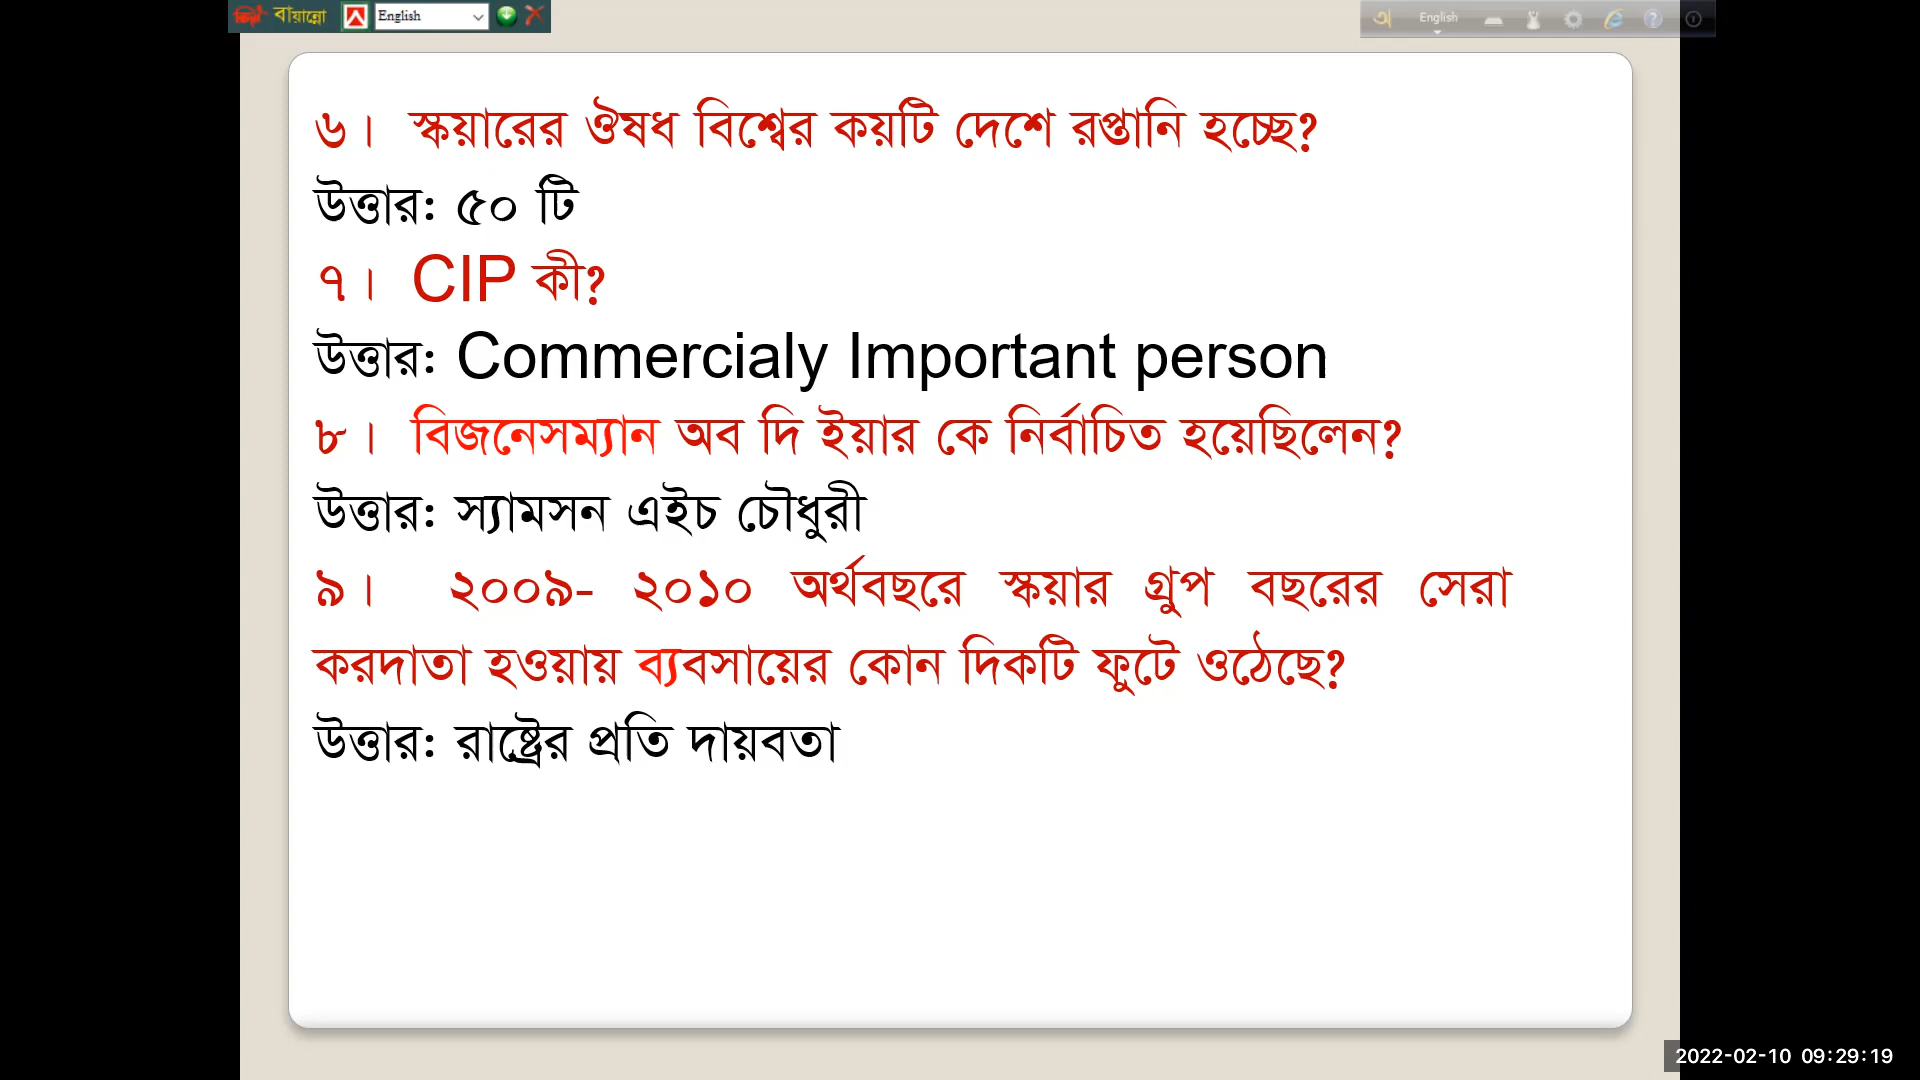 বায়ান্নো English
English
৬। স্কয়ারের ঔষধ বিশ্বের কয়টি দেশে রপ্তানি হচ্ছে?
উত্তার: ৫০ টি
৭। CIP কী?
উত্তার: Commercialy Important person
৮। বিজনেসম্যান অব দি ইয়ার কে নির্বাচিত হয়েছিলেন?
উত্তার: স্যামসন এইচ চৌধুরী
৯। ২০০৯- ২০১০ অর্থবছরে স্কয়ার গ্রুপ বছরের সেরা
করদাতা হওয়ায় ব্যবসায়ের কোন দিকটি ফুটে ওঠেছে?
উত্তার: রাষ্ট্রের প্রতি দায়বতা
2022-02-10 09:29:19